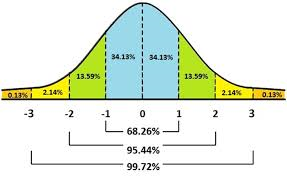 34.13% 34.13%
13.59% 13.59%
0.13% 2.14% 2.14% 0.13%
-3 -2 -1 0 1 2 3
68.26%
95.44%
99.72%